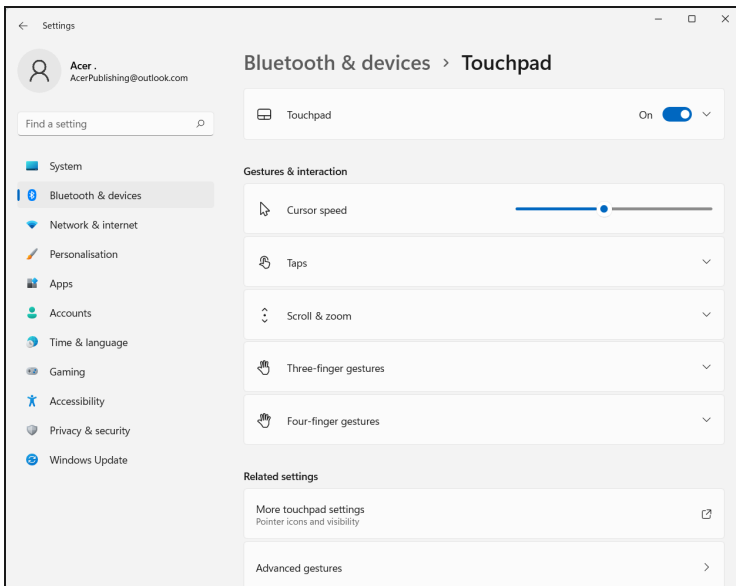 Settings
Acer .
AcerPublishing@outlook.com
Find a setting
System
Bluetooth & devices
Network & internet
Personalisation
Apps
Accounts
Time & language
Gaming
Accessibility
Privacy & security
Windows Update
Bluetooth & devices › Touchpad
Touchpad On
Gestures & interaction
Cursor speed
Taps
Scroll & zoom
Three-finger gestures
Four-finger gestures
Related settings
More touchpad settings
Pointer icons and visibility
Advanced gestures